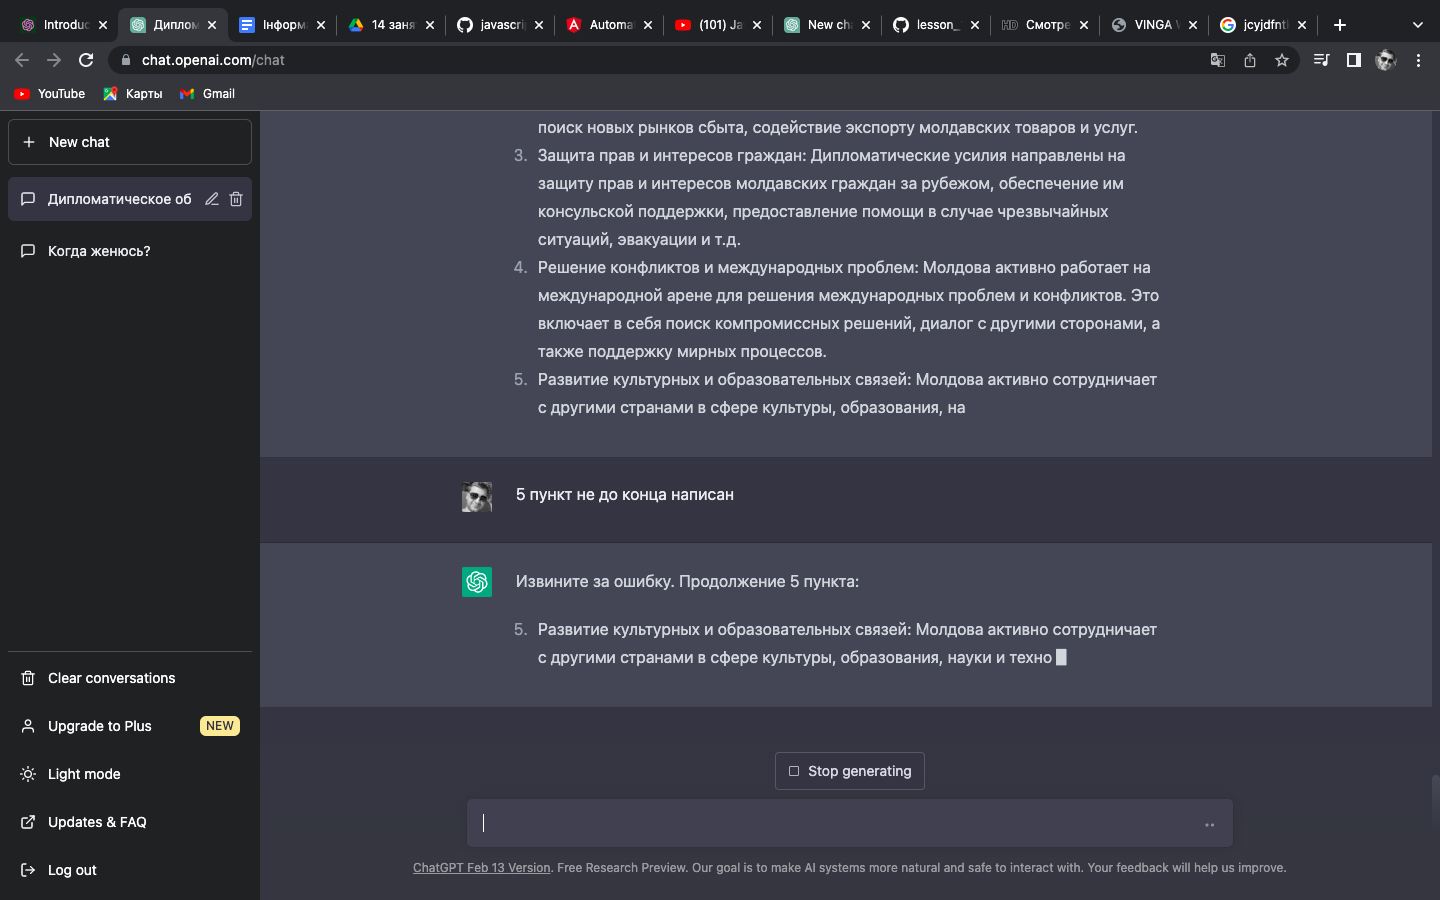 Introduc
Диплом
Інформ
14 заня
javascri
Automa
(101) Ja
New ch
lesson_
HD Смотре
VINGA
jcyjdfnt
chat.openai.com/chat
YouTube
Карты
Gmail
New chat
Дипломатическое об
Когда женюсь?
Clear conversations
Upgrade to Plus
NEW
Light mode
Updates & FAQ
Log out
поиск новых рынков сбыта, содействие экспорту молдавских товаров и услуг.
3. Защита прав и интересов граждан: Дипломатические усилия направлены на
защиту прав и интересов молдавских граждан за рубежом, обеспечение им
консульской поддержки, предоставление помощи в случае чрезвычайных
ситуаций, эвакуации и т.д.
4. Решение конфликтов и международных проблем: Молдова активно работает на
международной арене для решения международных проблем и конфликтов. Это
включает в себя поиск компромиссных решений, диалог с другими сторонами, а
также поддержку мирных процессов.
5. Развитие культурных и образовательных связей: Молдова активно сотрудничает
с другими странами в сфере культуры, образования, на
5 пункт не до конца написан
Извините за ошибку. Продолжение 5 пункта:
5. Развитие культурных и образовательных связей: Молдова активно сотрудничает
с другими странами в сфере культуры, образования, науки и техно
Stop generating
ChatGPT Feb 13 Version. Free Research Preview. Our goal is to make AI systems more natural and safe to interact with. Your feedback will help us improve.